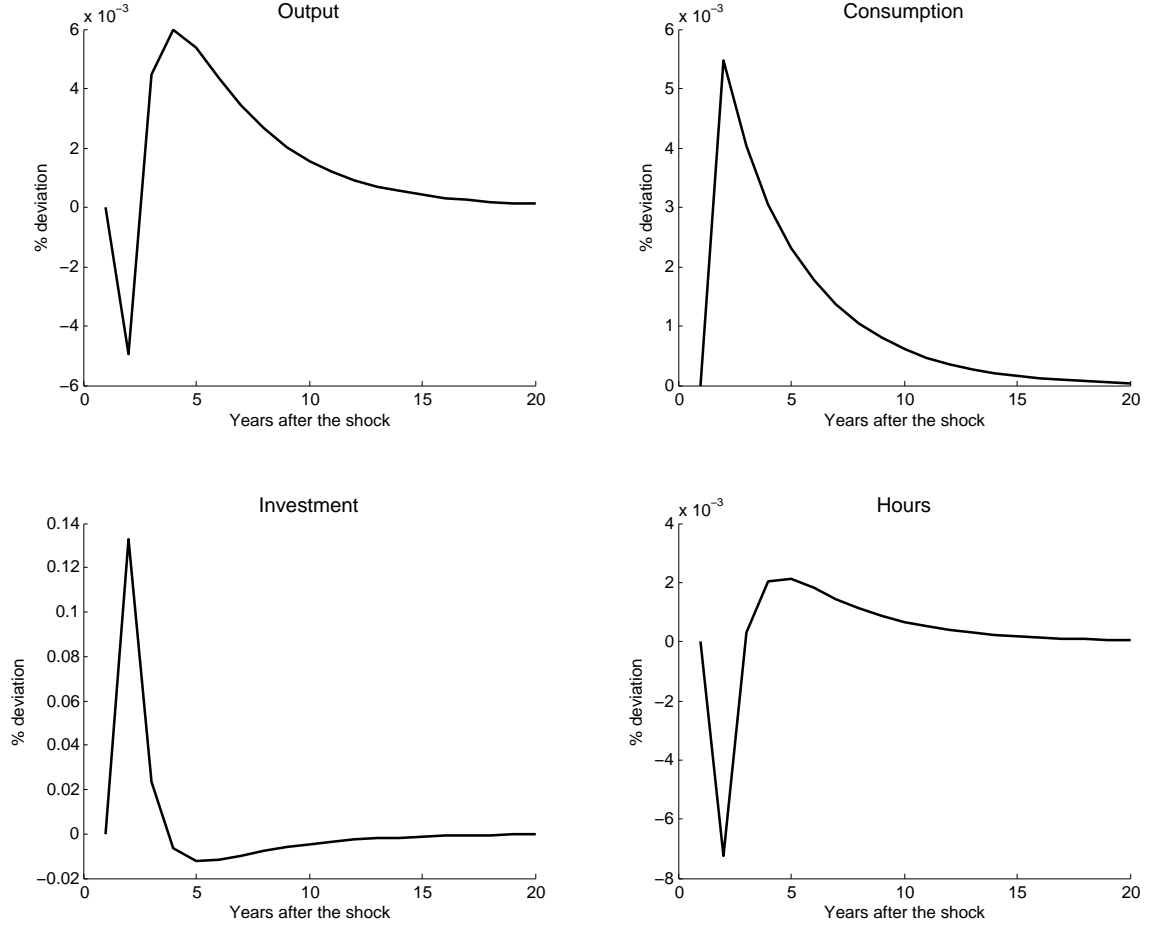 Output
x 10−3
6
4
2
0
−2
−4
−6
% deviation
0 5 10 15 20
Years after the shock
Consumption
x 10−3
6
5
4
3
2
1
0
% deviation
0 5 10 15 20
Years after the shock
Investment
0.14
0.12
0.1
0.08
0.06
0.04
0.02
0
−0.02
% deviation
0 5 10 15 20
Years after the shock
Hours
x 10−3
4
2
0
−2
−4
−6
−8
% deviation
0 5 10 15 20
Years after the shock